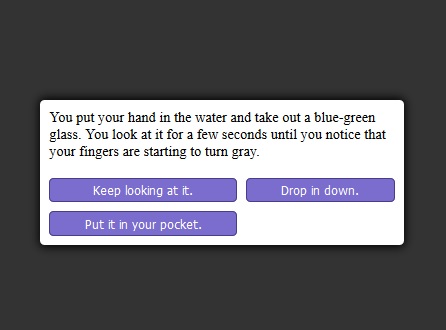 You put your hand in the water and take out a blue-green
glass. You look at it for a few seconds until you notice that
your fingers are starting to turn gray.
Keep looking at it.
Drop in down.
Put it in your pocket.